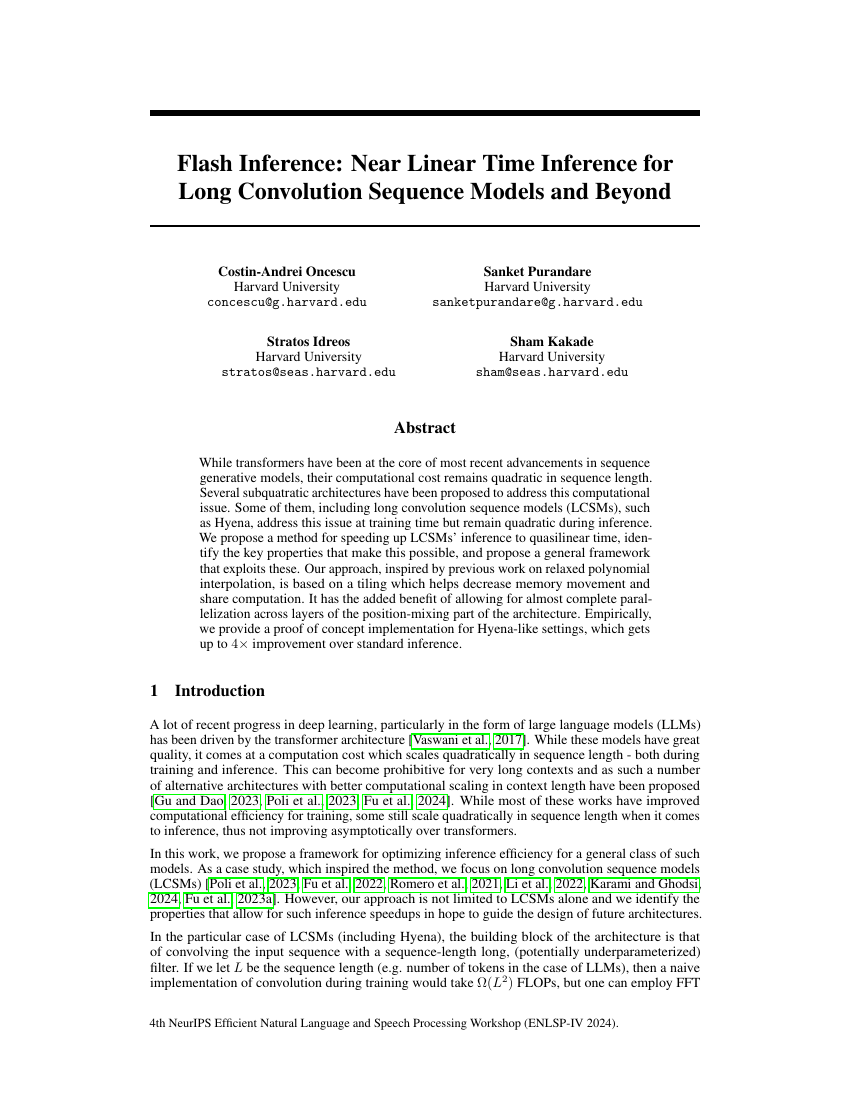 Flash Inference: Near Linear Time Inference for
Long Convolution Sequence Models and Beyond
Costin-Andrei Oncescu
Harvard University
concescu@g.harvard.edu
Sanket Purandare
Harvard University
sanketpurandare@g.harvard.edu
Stratos Idreos
Harvard University
stratos@seas.harvard.edu
Sham Kakade
Harvard University
sham@seas.harvard.edu
Abstract
While transformers have been at the core of most recent advancements in sequence
generative models, their computational cost remains quadratic in sequence length.
Several subquatratic architectures have been proposed to address this computational
issue. Some of them, including long convolution sequence models (LCSMs), such
as Hyena, address this issue at training time but remain quadratic during inference.
We propose a method for speeding up LCSMs' inference to quasilinear time, iden-
tify the key properties that make this possible, and propose a general framework
that exploits these. Our approach, inspired by previous work on relaxed polynomial
interpolation, is based on a tiling which helps decrease memory movement and
share computation. It has the added benefit of allowing for almost complete paral-
lelization across layers of the position-mixing part of the architecture. Empirically,
we provide a proof of concept implementation for Hyena-like settings, which gets
up to 4× improvement over standard inference.
1 Introduction
A lot of recent progress in deep learning, particularly in the form of large language models (LLMs)
has been driven by the transformer architecture [Vaswani et al., 2017]. While these models have great
quality, it comes at a computation cost which scales quadratically in sequence length - both during
training and inference. This can become prohibitive for very long contexts and as such a number
of alternative architectures with better computational scaling in context length have been proposed
[Gu and Dao, 2023, Poli et al., 2023, Fu et al., 2024]. While most of these works have improved
computational efficiency for training, some still scale quadratically in sequence length when it comes
to inference, thus not improving asymptotically over transformers.
In this work, we propose a framework for optimizing inference efficiency for a general class of such
models. As a case study, which inspired the method, we focus on long convolution sequence models
(LCSMs) [Poli et al., 2023, Fu et al., 2022, Romero et al., 2021, Li et al., 2022, Karami and Ghodsi,
2024, Fu et al., 2023a]. However, our approach is not limited to LCSMs alone and we identify the
properties that allow for such inference speedups in hope to guide the design of future architectures.
In the particular case of LCSMs (including Hyena), the building block of the architecture is that
of convolving the input sequence with a sequence-length long, (potentially underparameterized)
filter. If we let L be the sequence length (e.g. number of tokens in the case of LLMs), then a naive
implementation of convolution during training would take Ω(L²) FLOPs, but one can employ FFT
4th NeurIPS Efficient Natural Language and Speech Processing Workshop (ENLSP-IV 2024).